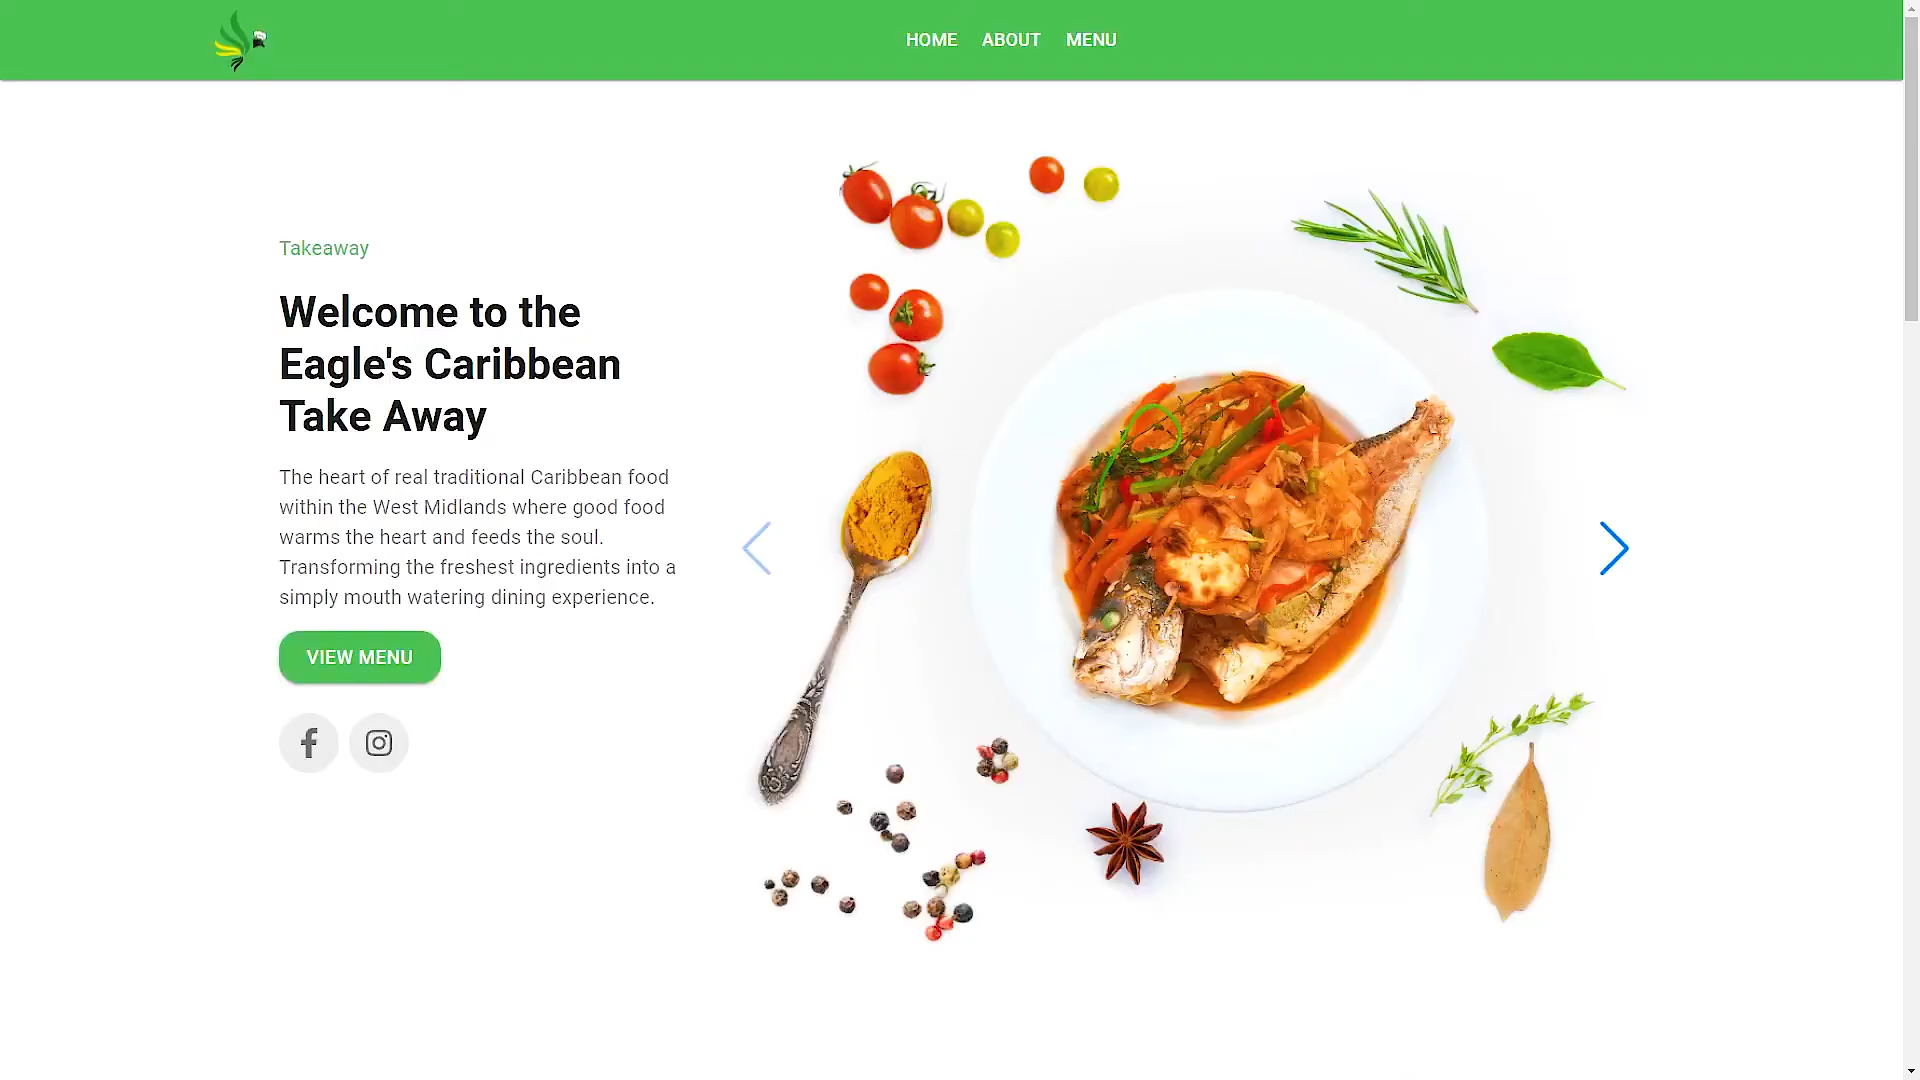 HOME ABOUT MENU
Takeaway
Welcome to the
Eagle's Caribbean
Take Away
The heart of real traditional Caribbean food
within the West Midlands where good food
warms the heart and feeds the soul.
Transforming the freshest ingredients into a
simply mouth watering dining experience.
VIEW MENU